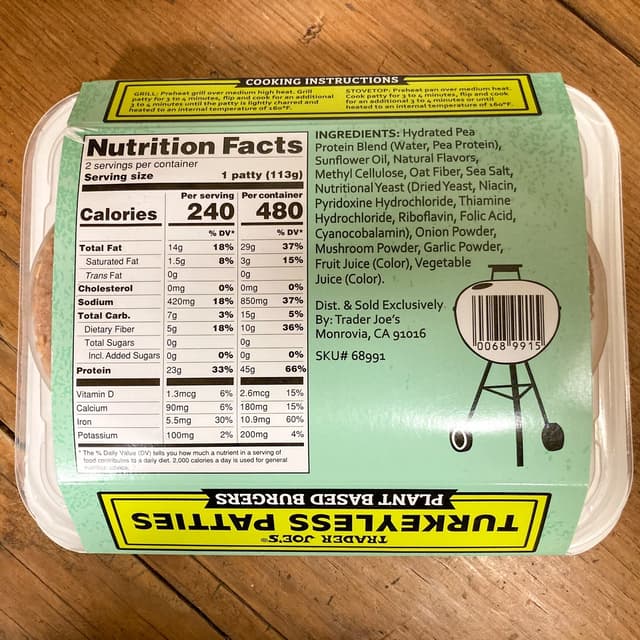 COOKING INSTRUCTIONS
GRILL: Preheat grill over medium high heat. Grill
patty for 3 to 4 minutes, flip and cook for an additional
3 to 4 minutes until the patty is lightly charred and
heated to an internal temperature of 160°F.
STOVETOP: Preheat pan over medium heat.
Cook patty for 3 to 4 minutes, flip and cook
for an additional 3 to 4 minutes or until
heated to an internal temperature of 160°F.
Nutrition Facts
2 servings per container
Serving size 1 patty (113g)
Per serving Per container
Calories 240 480
% DV* % DV*
Total Fat 14g 18% 29g 37%
Saturated Fat 1.5g 8% 3g 15%
Trans Fat 0g 0g
Cholesterol 0mg 0% 0mg 0%
Sodium 420mg 18% 850mg 37%
Total Carb. 7g 3% 15g 5%
Dietary Fiber 5g 18% 10g 36%
Total Sugars 0g 0g
Incl. Added Sugars 0g 0% 0g 0%
Protein 23g 33% 45g 66%
Vitamin D 1.3mcg 6% 2.6mcg 15%
Calcium 90mg 6% 180mg 15%
Iron 5.5mg 30% 10.9mg 60%
Potassium 100mg 2% 200mg 4%
* The % Daily Value (DV) tells you how much a nutrient in a serving of
food contributes to a daily diet. 2,000 calories a day is used for general
nutrition advice.
INGREDIENTS: Hydrated Pea
Protein Blend (Water, Pea Protein),
Sunflower Oil, Natural Flavors,
Methyl Cellulose, Oat Fiber, Sea Salt,
Nutritional Yeast (Dried Yeast, Niacin,
Pyridoxine Hydrochloride, Thiamine
Hydrochloride, Riboflavin, Folic Acid,
Cyanocobalamin), Onion Powder,
Mushroom Powder, Garlic Powder,
Fruit Juice (Color), Vegetable
Juice (Color).
Dist. & Sold Exclusively
By: Trader Joe's
Monrovia, CA 91016
SKU# 68991
0068 9915
TRADER JOE'S®
TURKEYLESS PATTIES
PLANT BASED BURGERS